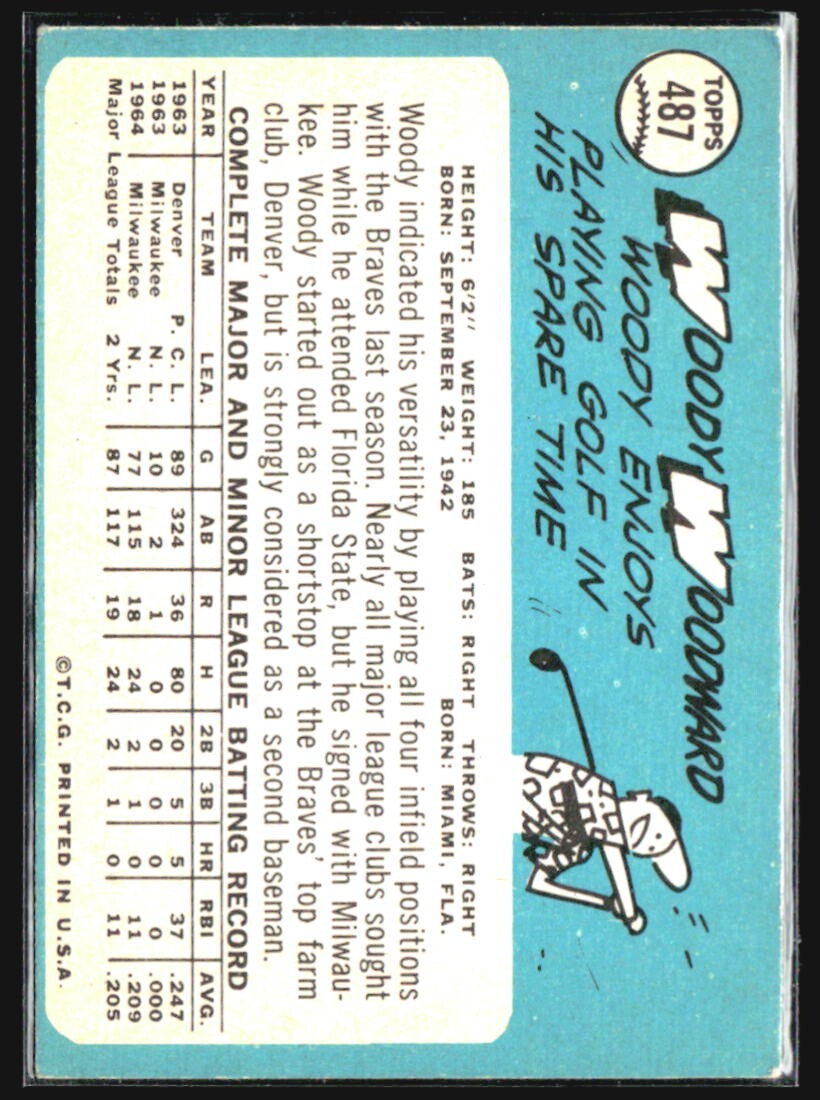 TOPPS
487
WOODY WOODWARD
WOODY ENJOYS
PLAYING GOLF IN
HIS SPARE TIME
HEIGHT: 6'2" WEIGHT: 185 BATS: RIGHT THROWS: RIGHT
BORN: SEPTEMBER 23, 1942 BORN: MIAMI, FLA.
Woody indicated his versatility by playing all four infield positions
with the Braves last season. Nearly all major league clubs sought
him while he attended Florida State, but he signed with Milwau-
kee. Woody started out as a shortstop at the Braves' top farm
club, Denver, but is strongly considered as a second baseman.
COMPLETE MAJOR AND MINOR LEAGUE BATTING RECORD
YEAR TEAM LEA. G AB R H 2B 3B HR RBI AVG.
1963 Denver P. C. L. 89 324 36 80 20 5 5 37 .247
1963 Milwaukee N. L. 10 2 1 0 0 0 0 0 .000
1964 Milwaukee N. L. 77 115 18 24 2 1 0 11 .209
Major League Totals 2 Yrs. 87 117 19 24 2 1 0 11 .205
©T.C.G. PRINTED IN U.S.A.